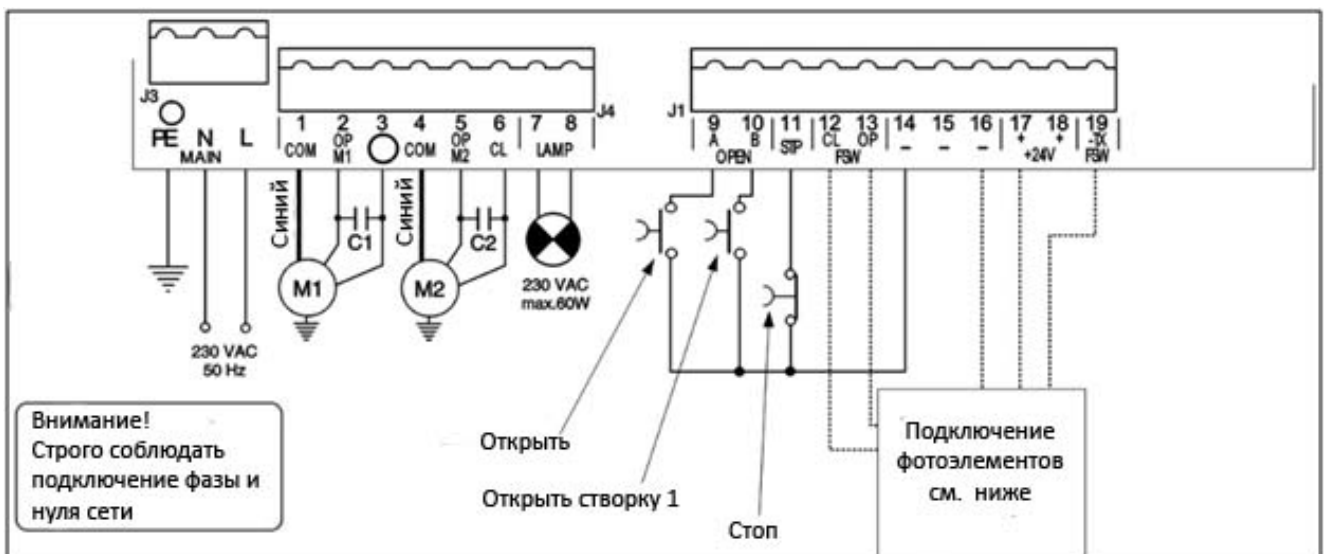 J3
J4
J1
PE N L
MAIN
1 2 3 4 5 6 7 8
COM OP M1 COM OP M2 CL LAMP
9 10 11 12 13 14 15 16 17 18 19
A B STP CL OP - - - + + -TX
OPEN FSW +24V FSW
Синий
Синий
C1
C2
M1
M2
230 VAC
max.60W
230 VAC
50 Hz
Внимание!
Строго соблюдать
подключение фазы и
нуля сети
Открыть
Открыть створку 1
Стоп
Подключение
фотоэлементов
см. ниже